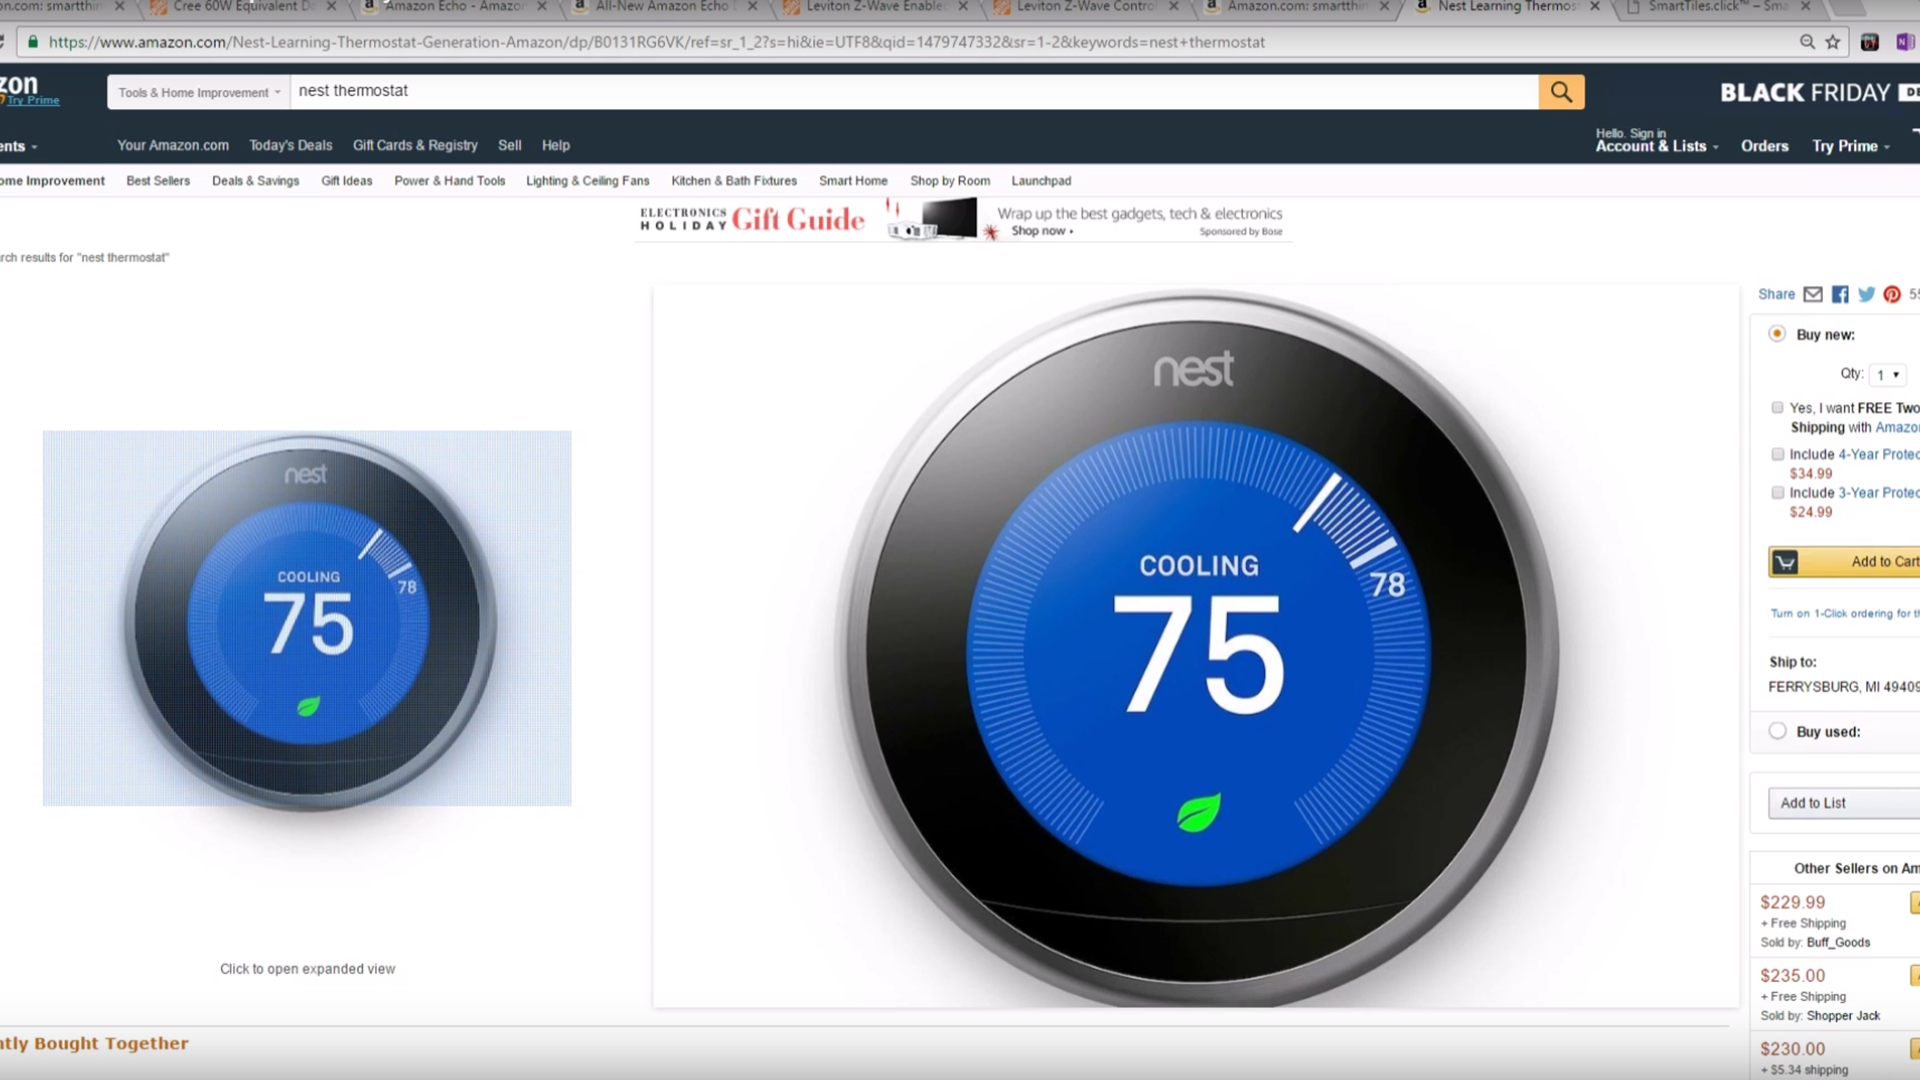 on.com: smartthin
Cree 60W Equivalent D
Amazon Echo - Amazon
All-New Amazon Echo D
Leviton Z-Wave Enable
Leviton Z-Wave Control
Amazon.com: smartthin
Nest Learning Thermos
SmartTiles.click™ – Sma
https://www.amazon.com/Nest-Learning-Thermostat-Generation-Amazon/dp/B0131RG6VK/ref=sr_1_2?s=hi&ie=UTF8&qid=1479747332&sr=1-2&keywords=nest+thermostat
zon
Try Prime
Tools & Home Improvement
nest thermostat
BLACK FRIDAY DE
ents
Your Amazon.com Today's Deals Gift Cards & Registry Sell Help
Hello. Sign in
Account & Lists
Orders
Try Prime
ome Improvement Best Sellers Deals & Savings Gift Ideas Power & Hand Tools Lighting & Ceiling Fans Kitchen & Bath Fixtures Smart Home Shop by Room Launchpad
ELECTRONICS
HOLIDAY
Gift Guide
Wrap up the best gadgets, tech & electronics
Shop now
Sponsored by Bose
rch results for "nest thermostat"
nest
COOLING
75
78
Click to open expanded view
nest
COOLING
75
78
Share
55
Buy new:
Qty: 1
Yes, I want FREE Two
Shipping with Amazo
Include 4-Year Protec
$34.99
Include 3-Year Protec
$24.99
Add to Cart
Turn on 1-Click ordering for th
Ship to:
FERRYSBURG, MI 49409
Buy used:
Add to List
Other Sellers on Am
$229.99
+ Free Shipping
Sold by: Buff_Goods
$235.00
+ Free Shipping
Sold by: Shopper Jack
$230.00
+ $5.34 shipping
ntly Bought Together